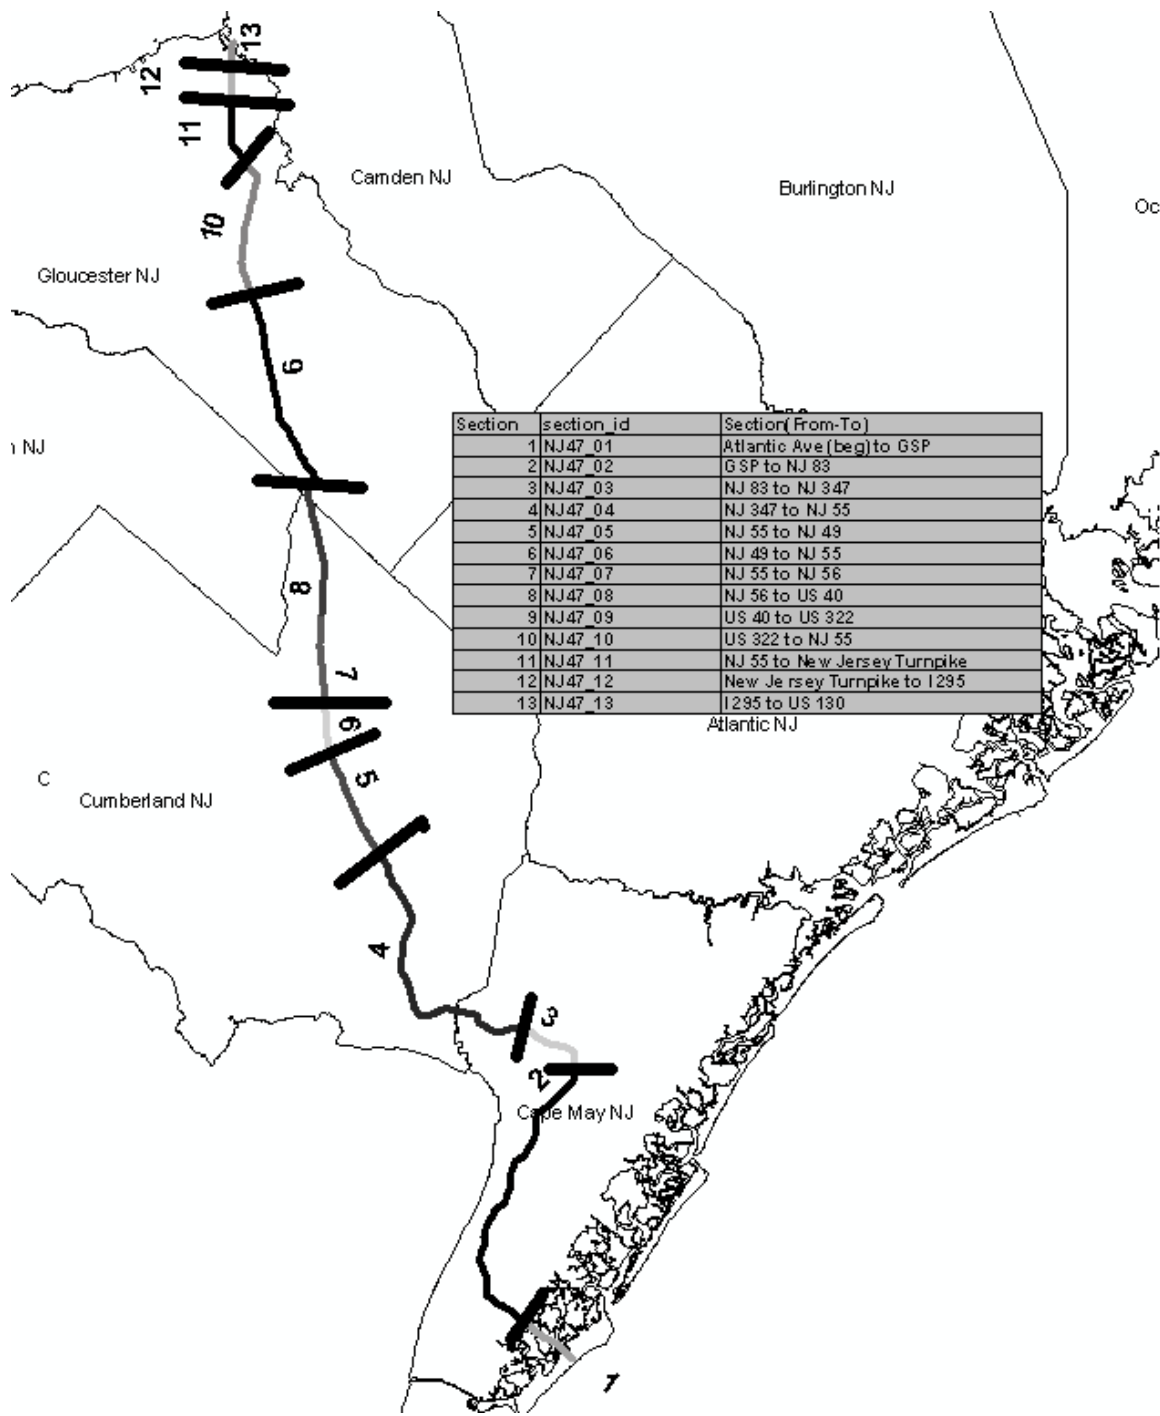 13
12
11
Camden NJ
Burlington NJ
Oc
10
Gloucester NJ
9
Section section_id Section(From-To)
1 NJ47_01 Atlantic Ave(beg)to GSP
2 NJ47_02 GSP to NJ 83
3 NJ47_03 NJ 83 to NJ 347
4 NJ47_04 NJ 347 to NJ 55
5 NJ47_05 NJ 55 to NJ 49
6 NJ47_06 NJ 49 to NJ 55
7 NJ47_07 NJ 55 to NJ 56
8 NJ47_08 NJ 56 to US 40
9 NJ47_09 US 40 to US 322
10 NJ47_10 US 322 to NJ 55
11 NJ47_11 NJ 55 to New Jersey Turnpike
12 NJ47_12 New Jersey Turnpike to I295
13 NJ47_13 I295 to US 130
NJ
8
7
6
Atlantic NJ
5
C
Cumberland NJ
4
3
2
Cape May NJ
1